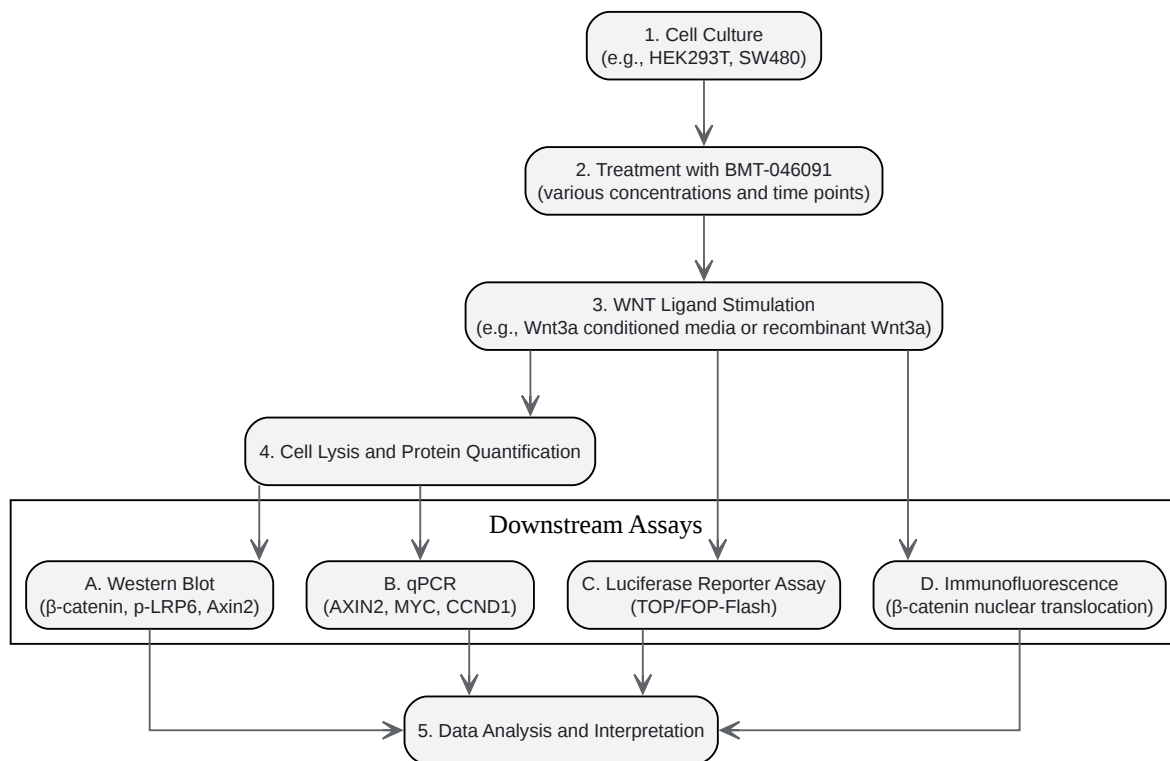 1. Cell Culture
(e.g., HEK293T, SW480)
2. Treatment with BMT-046091
(various concentrations and time points)
3. WNT Ligand Stimulation
(e.g., Wnt3a conditioned media or recombinant Wnt3a)
4. Cell Lysis and Protein Quantification
Downstream Assays
A. Western Blot
(β-catenin, p-LRP6, Axin2)
B. qPCR
(AXIN2, MYC, CCND1)
C. Luciferase Reporter Assay
(TOP/FOP-Flash)
D. Immunofluorescence
(β-catenin nuclear translocation)
5. Data Analysis and Interpretation